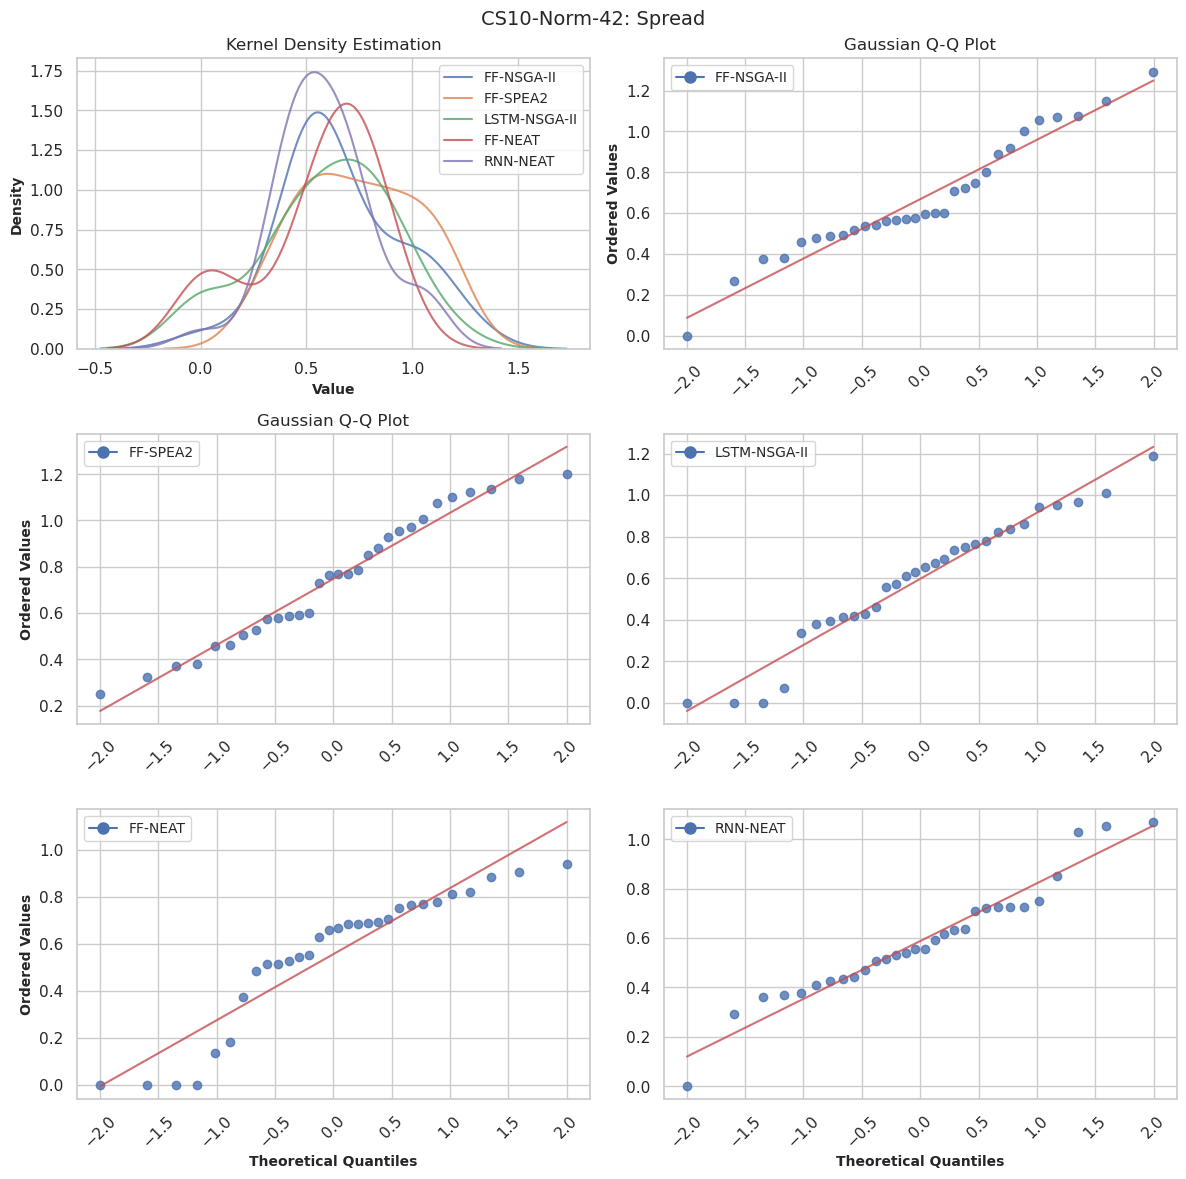 CS10-Norm-42: Spread
Kernel Density Estimation
1.75
1.50
1.25
1.00
0.75
0.50
0.25
0.00
Density
−0.5 0.0 0.5 1.0 1.5
Value
FF-NSGA-II
FF-SPEA2
LSTM-NSGA-II
FF-NEAT
RNN-NEAT
Gaussian Q-Q Plot
FF-NSGA-II
1.2
1.0
0.8
0.6
0.4
0.2
0.0
Ordered Values
−2.0 −1.5 −1.0 −0.5 0.0 0.5 1.0 1.5 2.0
Gaussian Q-Q Plot
FF-SPEA2
1.2
1.0
0.8
0.6
0.4
0.2
Ordered Values
−2.0 −1.5 −1.0 −0.5 0.0 0.5 1.0 1.5 2.0
LSTM-NSGA-II
1.2
1.0
0.8
0.6
0.4
0.2
0.0
−2.0 −1.5 −1.0 −0.5 0.0 0.5 1.0 1.5 2.0
FF-NEAT
1.0
0.8
0.6
0.4
0.2
0.0
Ordered Values
−2.0 −1.5 −1.0 −0.5 0.0 0.5 1.0 1.5 2.0
Theoretical Quantiles
RNN-NEAT
1.0
0.8
0.6
0.4
0.2
0.0
−2.0 −1.5 −1.0 −0.5 0.0 0.5 1.0 1.5 2.0
Theoretical Quantiles